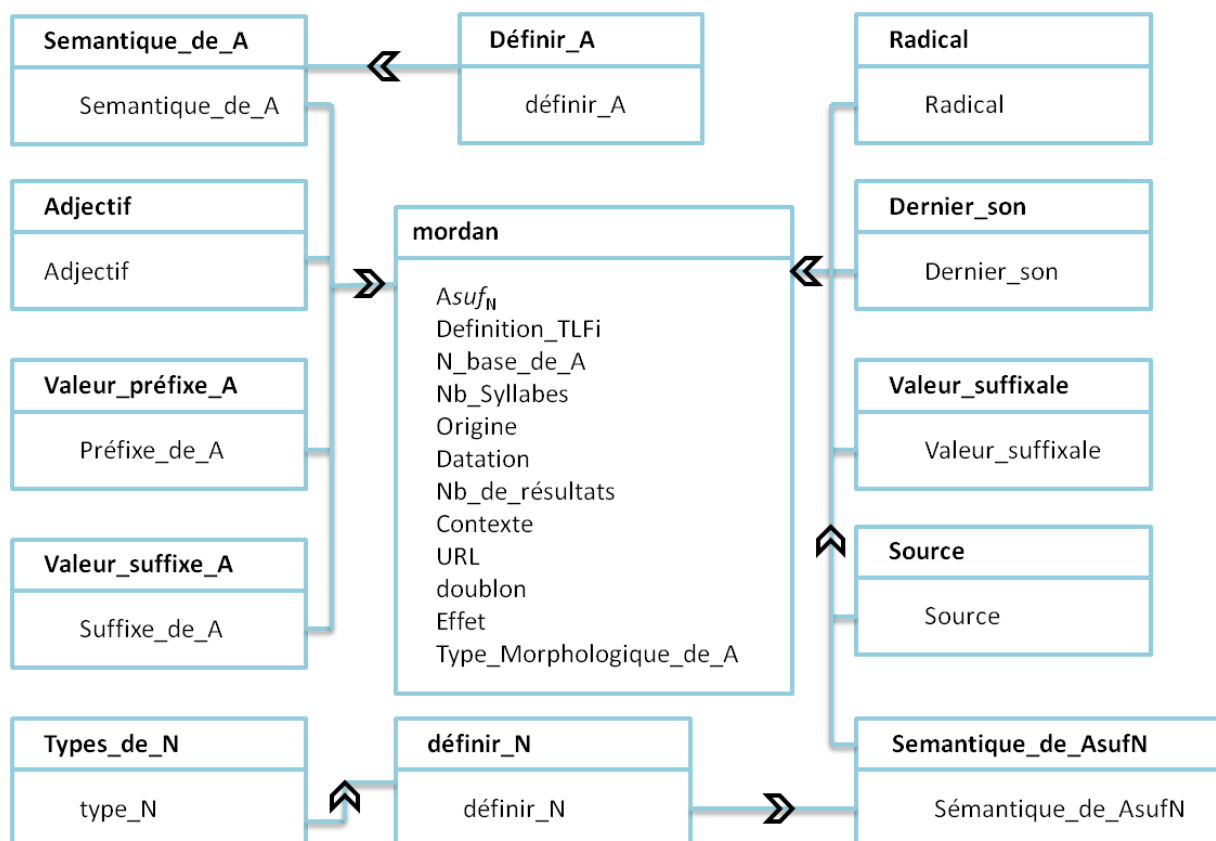 Semantique_de_A
Semantique_de_A
Définir_A
définir_A
Radical
Radical
Adjectif
Adjectif
mordan
AsufN
Definition_TLFi
N_base_de_A
Nb_Syllabes
Origine
Datation
Nb_de_résultats
Contexte
URL
doublon
Effet
Type_Morphologique_de_A
Dernier_son
Dernier_son
Valeur_préfixe_A
Préfixe_de_A
Valeur_suffixale
Valeur_suffixale
Valeur_suffixe_A
Suffixe_de_A
Source
Source
Types_de_N
type_N
définir_N
définir_N
Semantique_de_AsufN
Sémantique_de_AsufN